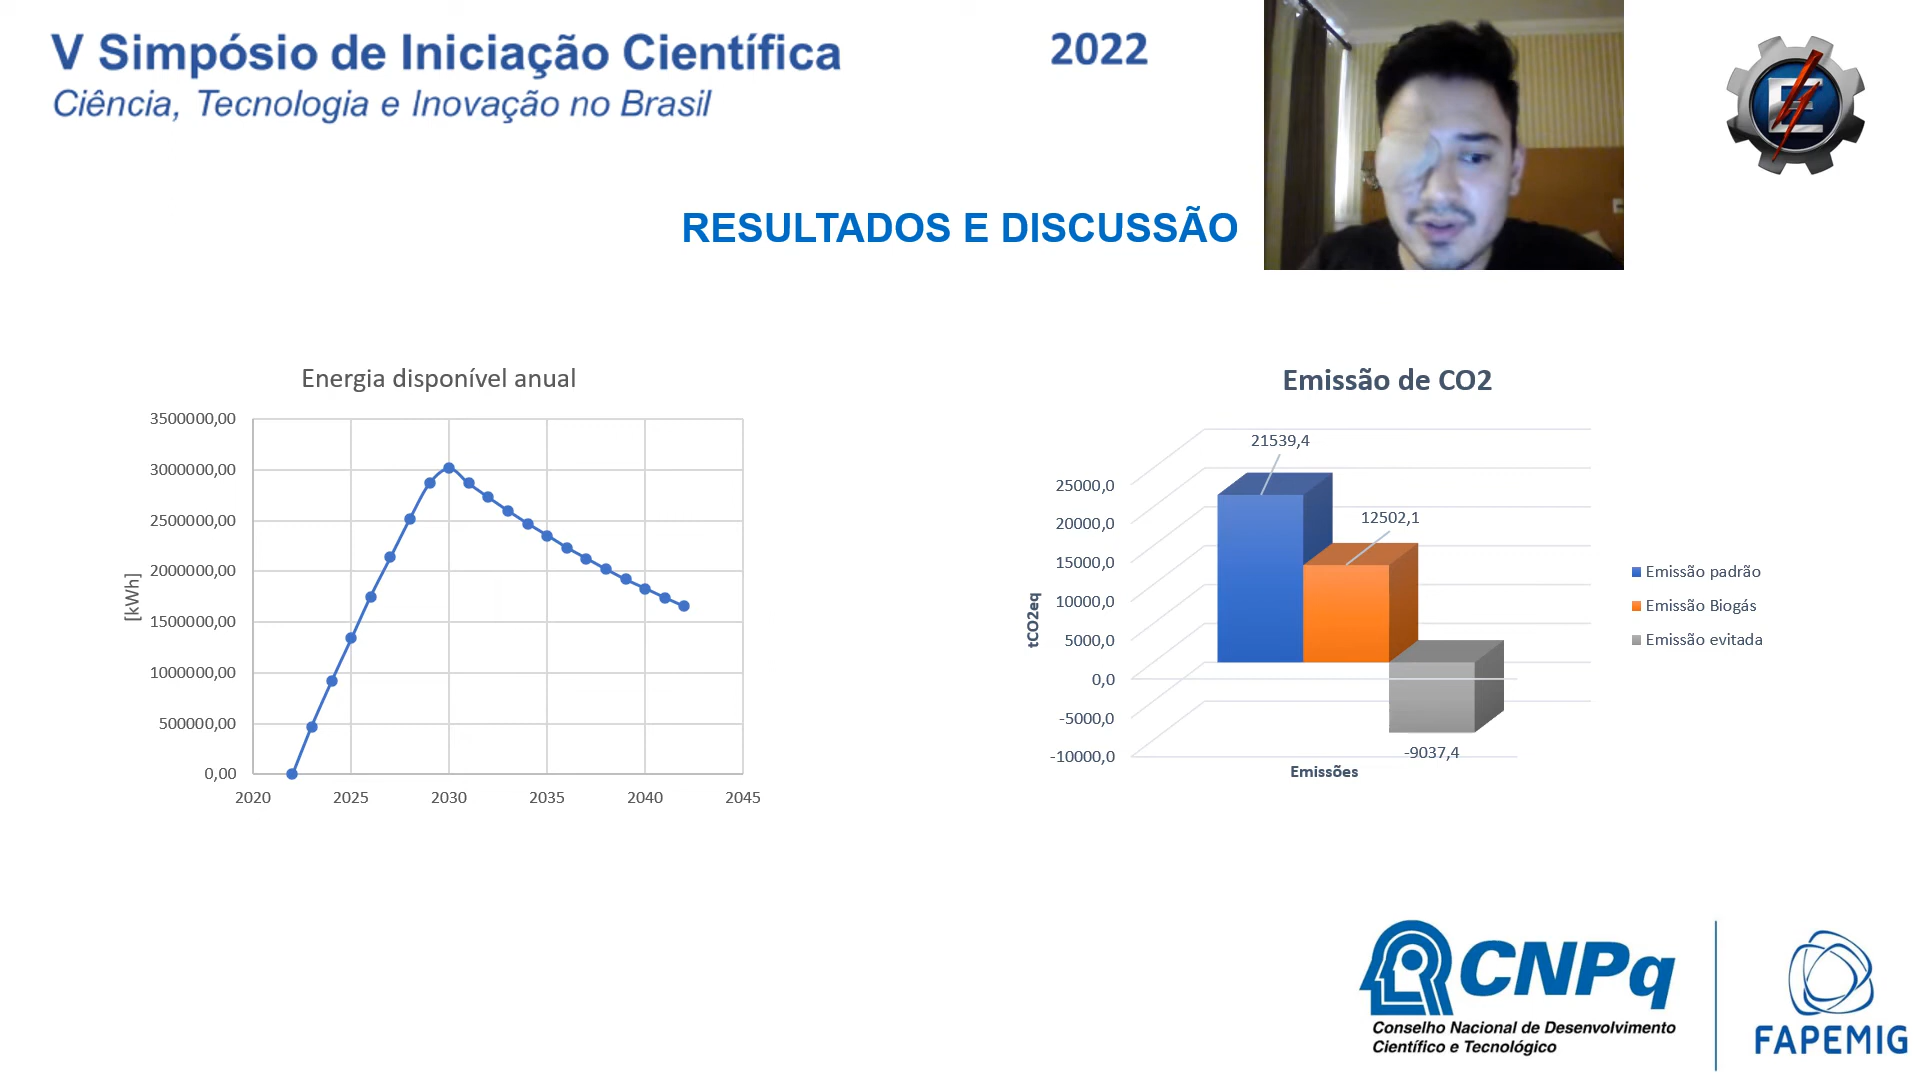 V Simpósio de Iniciação Científica
2022
Ciência, Tecnologia e Inovação no Brasil
RESULTADOS E DISCUSSÃO
Energia disponível anual
3500000,00
3000000,00
2500000,00
2000000,00
1500000,00
1000000,00
500000,00
0,00
[kWh]
2020 2025 2030 2035 2040 2045
Emissão de CO2
21539,4
12502,1
-9037,4
25000,0
20000,0
15000,0
10000,0
5000,0
0,0
-5000,0
-10000,0
tCO2eq
Emissões
Emissão padrão
Emissão Biogás
Emissão evitada
CNPq
Conselho Nacional de Desenvolvimento
Científico e Tecnológico
FAPEMIG